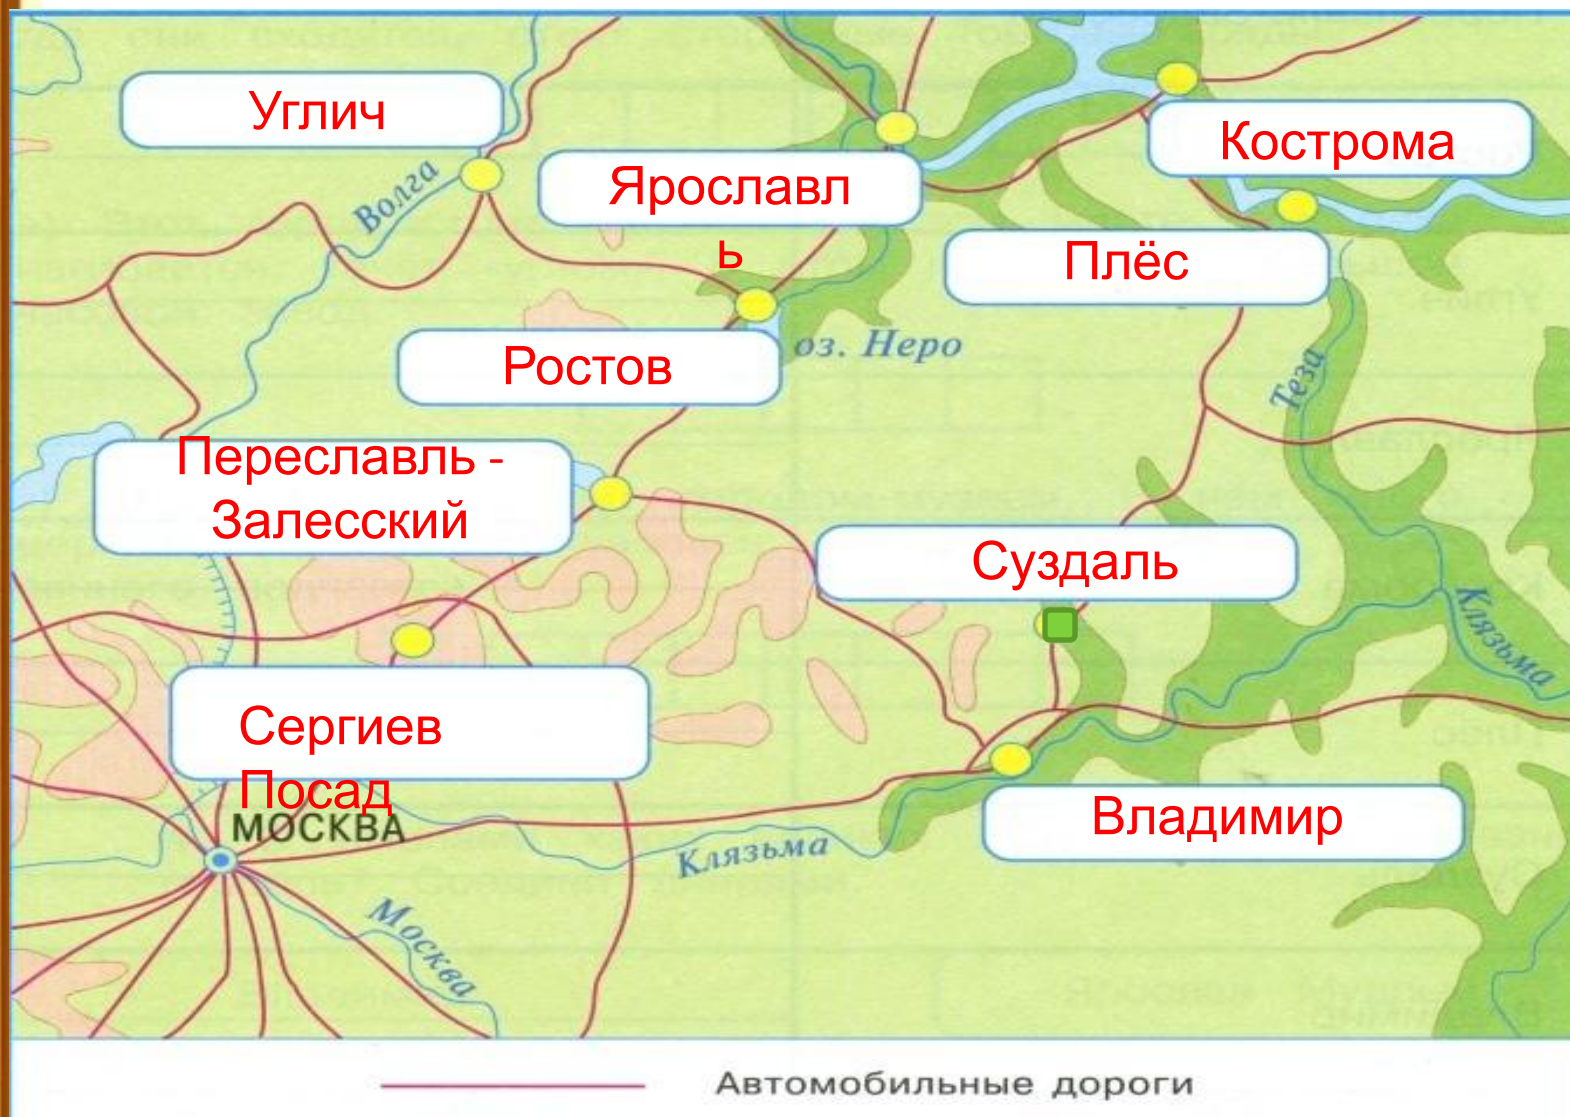 Углич
Кострома
Ярославл
ь
Волга
Плёс
Ростов
оз. Неро
Теза
Переславль -
Залесский
Суздаль
Клязьма
Сергиев
Посад
МОСКВА
Владимир
Клязьма
Москва
Автомобильные дороги